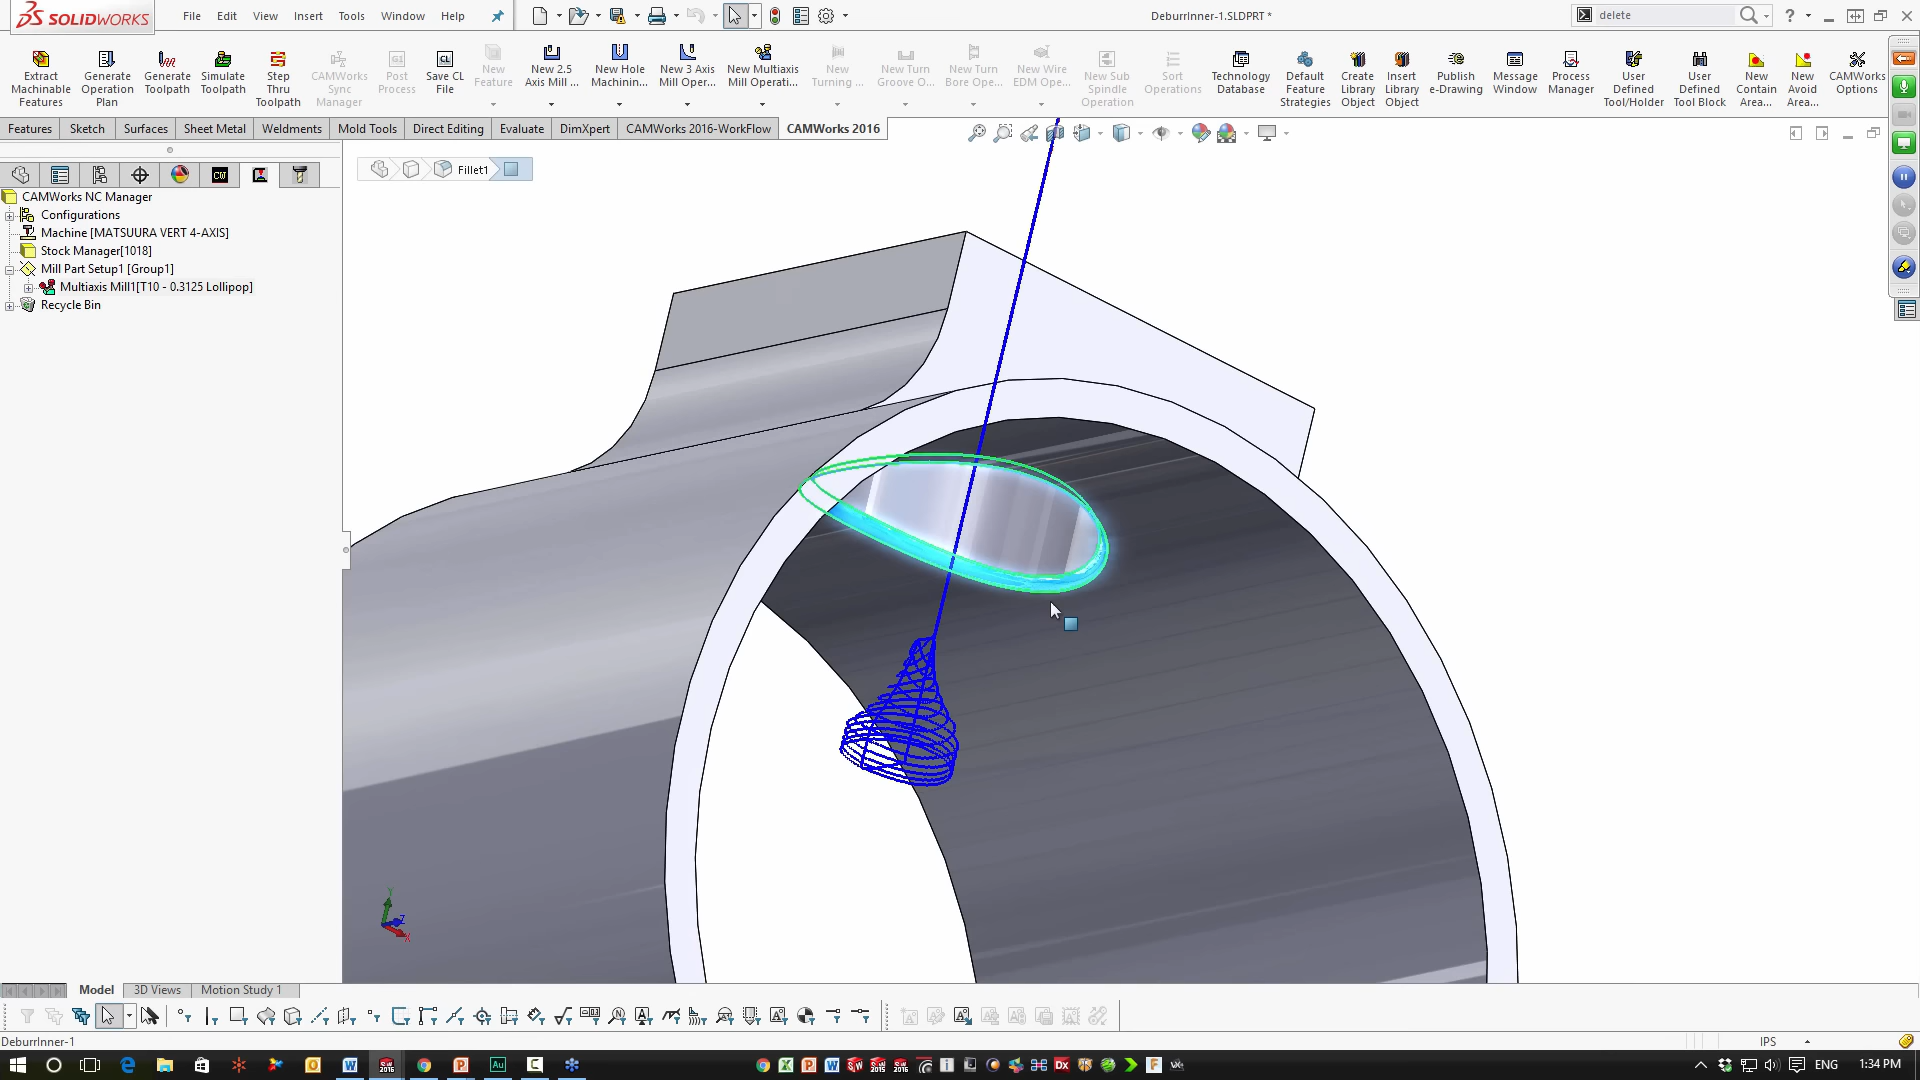 SOLIDWORKS File Edit View Insert Tools Window Help DeburrInner-1.SLDPRT * delete
Extract Machinable Features
Generate Operation Plan
Generate Toolpath
Simulate Toolpath
Step Thru Toolpath
CAMWorks Sync Manager
Post Process
Save CL File
New Feature
New 2.5 Axis Mill ...
New Hole Machinin...
New 3 Axis Mill Oper...
New Multiaxis Mill Operati...
New Turning ...
New Turn Groove O...
New Turn Bore Ope...
New Wire EDM Ope...
New Sub Spindle Operation
Sort Operations
Technology Database
Default Feature Strategies
Create Library Object
Insert Library Object
Publish e-Drawing
Message Window
Process Manager
User Defined Tool/Holder
User Defined Tool Block
New Contain Area...
New Avoid Area...
CAMWorks Options
Features Sketch Surfaces Sheet Metal Weldments Mold Tools Direct Editing Evaluate DimXpert CAMWorks 2016-WorkFlow CAMWorks 2016
Fillet1
CAMWorks NC Manager
Configurations
Machine [MATSUURA VERT 4-AXIS]
Stock Manager[1018]
Mill Part Setup1 [Group1]
Multiaxis Mill1[T10 - 0.3125 Lollipop]
Recycle Bin
Y
Z
X
Model 3D Views Motion Study 1
DeburrInner-1 IPS
ENG 1:34 PM